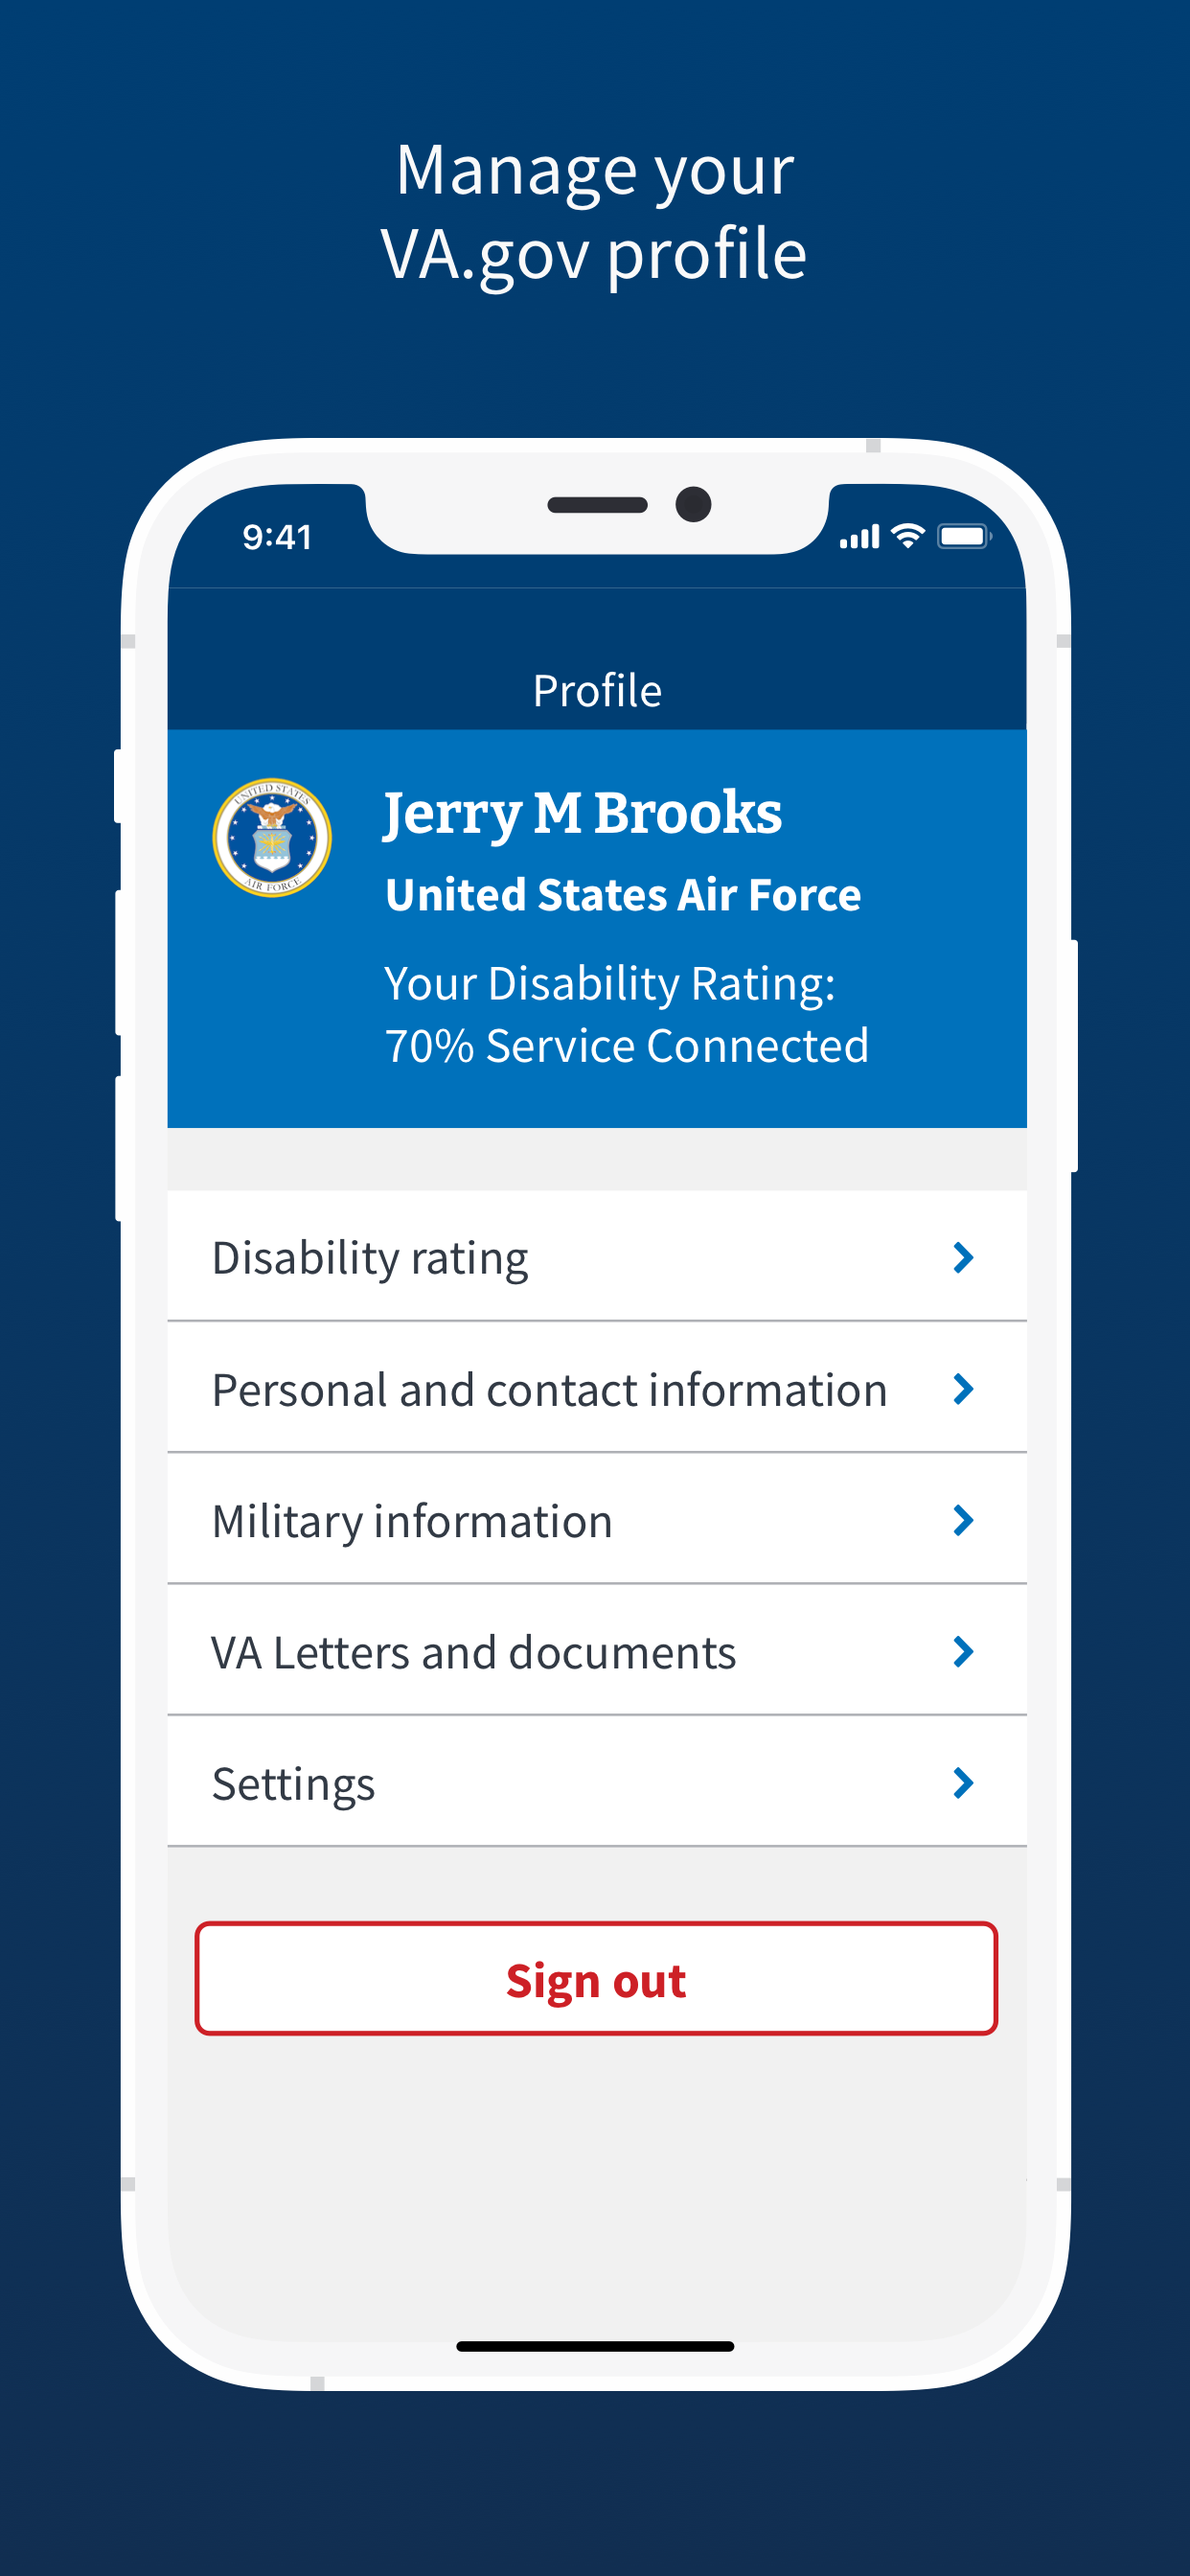 Manage your
VA.gov profile
9:41
Profile
UNITED STATES
AIR FORCE
Jerry M Brooks
United States Air Force
Your Disability Rating:
70% Service Connected
Disability rating
Personal and contact information
Military information
VA Letters and documents
Settings
Sign out